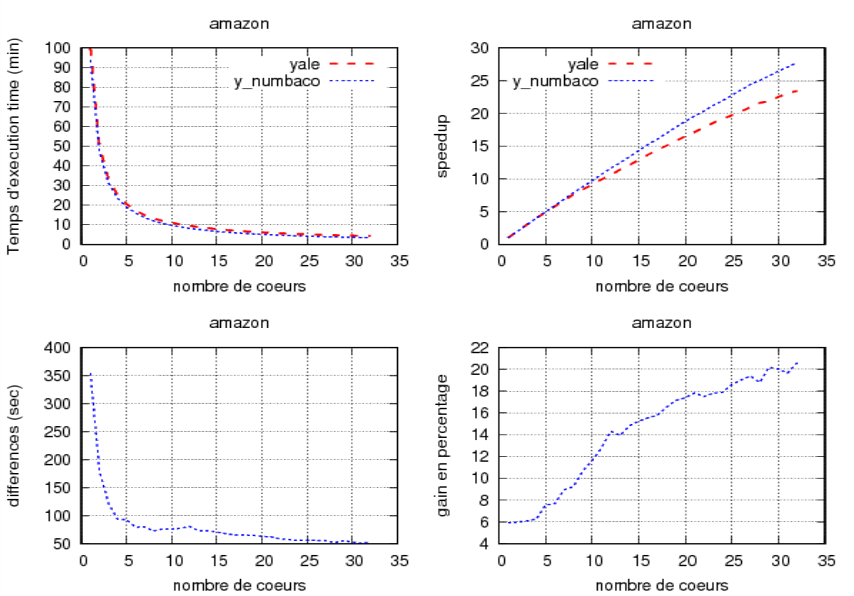 amazon
Temps d'execution time (min)
100
90
80
70
60
50
40
30
20
10
0
yale
y_numbaco
0 5 10 15 20 25 30 35
nombre de coeurs
amazon
speedup
30
25
20
15
10
5
0
yale
y_numbaco
0 5 10 15 20 25 30 35
nombre de coeurs
amazon
differences (sec)
400
350
300
250
200
150
100
50
0 5 10 15 20 25 30 35
nombre de coeurs
amazon
gain en percentage
22
20
18
16
14
12
10
8
6
4
0 5 10 15 20 25 30 35
nombre de coeurs